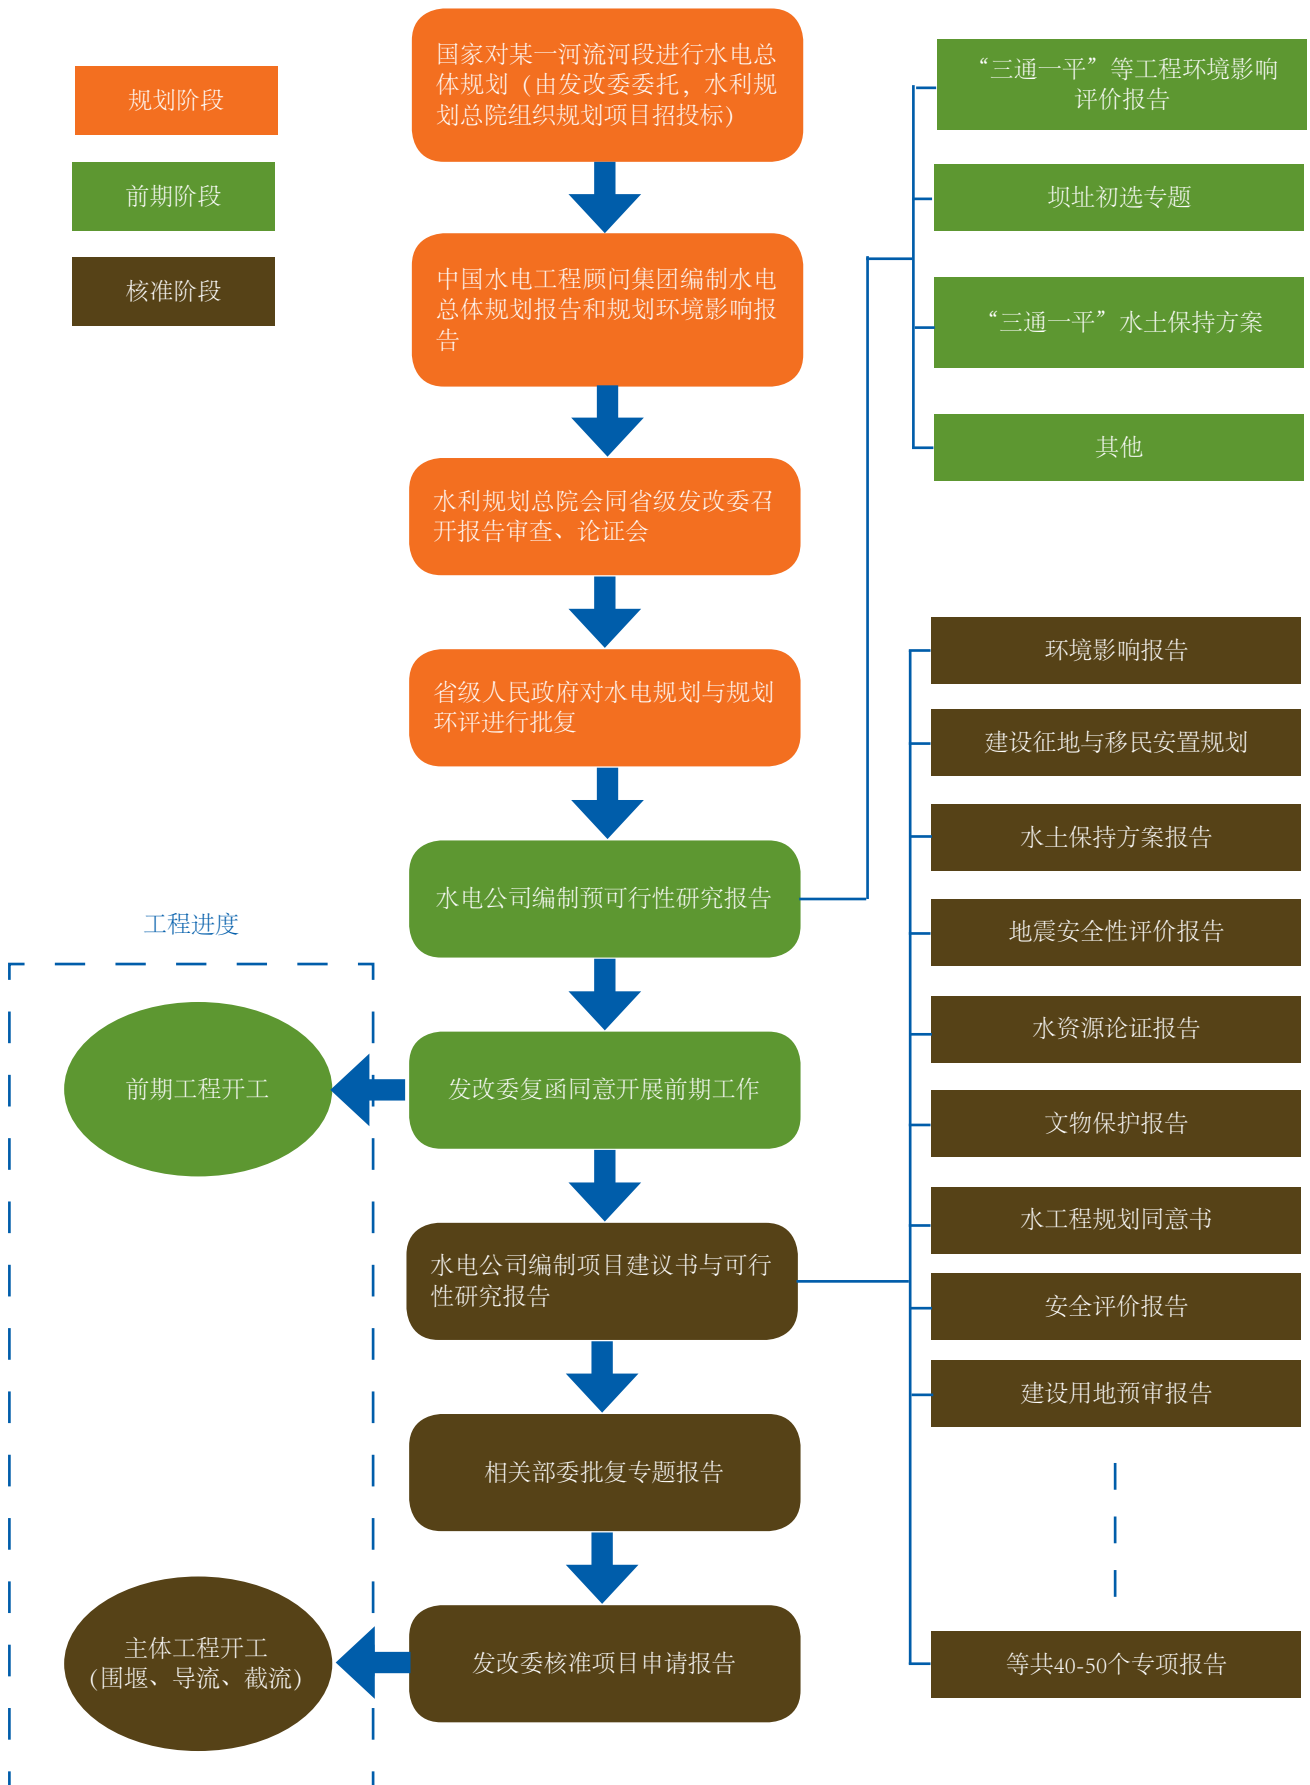 规划阶段
前期阶段
核准阶段
国家对某一河流河段进行水电总
体规划（由发改委委托，水利规
划总院组织规划项目招投标）
中国水电工程顾问集团编制水电
总体规划报告和规划环境影响报
告
水利规划总院会同省级发改委召
开报告审查、论证会
省级人民政府对水电规划与规划
环评进行批复
水电公司编制预可行性研究报告
“三通一平”等工程环境影响
评价报告
坝址初选专题
“三通一平”水土保持方案
其他
工程进度
发改委复函同意开展前期工作
前期工程开工
水电公司编制项目建议书与可行
性研究报告
环境影响报告
建设征地与移民安置规划
水土保持方案报告
地震安全性评价报告
水资源论证报告
文物保护报告
水工程规划同意书
安全评价报告
建设用地预审报告
等共40-50个专项报告
相关部委批复专题报告
发改委核准项目申请报告
主体工程开工
（围堰、导流、截流）